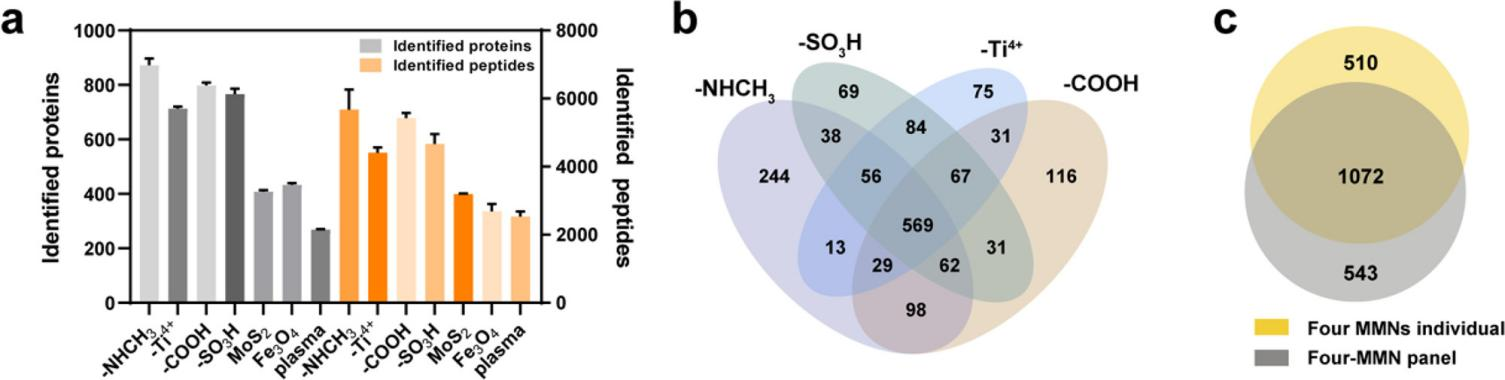 a
1000
800
600
400
200
0
Identified proteins
8000
6000
4000
2000
0
Identified peptides
Identified proteins
Identified peptides
-NHCH₃
-Ti⁴⁺
-COOH
-SO₃H
MoS₂
Fe₃O₄
plasma
-NHCH₃
-Ti⁴⁺
-COOH
-SO₃H
MoS₂
Fe₃O₄
plasma
b
-NHCH₃
-SO₃H
-Ti⁴⁺
-COOH
69
75
38
84
31
244
56
67
116
569
13
29
62
31
98
c
510
1072
543
Four MMNs individual
Four-MMN panel